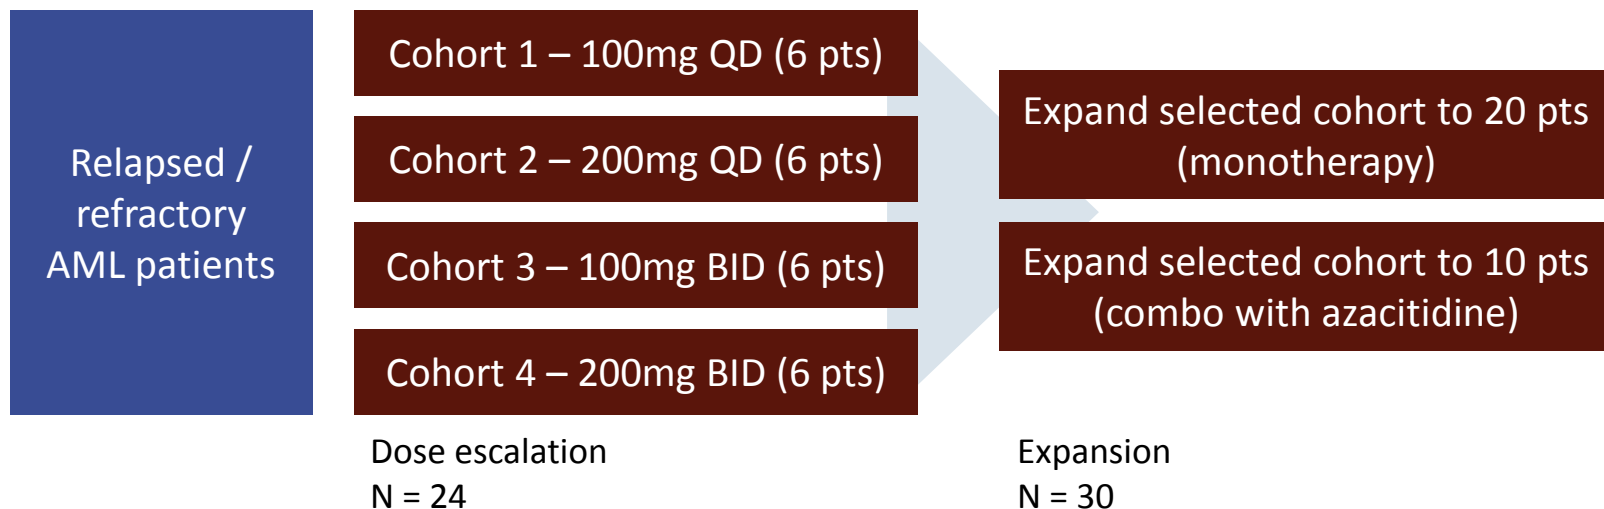 Relapsed /
refractory
AML patients
Cohort 1 – 100mg QD (6 pts)
Cohort 2 – 200mg QD (6 pts)
Cohort 3 – 100mg BID (6 pts)
Cohort 4 – 200mg BID (6 pts)
Dose escalation
N = 24
Expand selected cohort to 20 pts
(monotherapy)
Expand selected cohort to 10 pts
(combo with azacitidine)
Expansion
N = 30